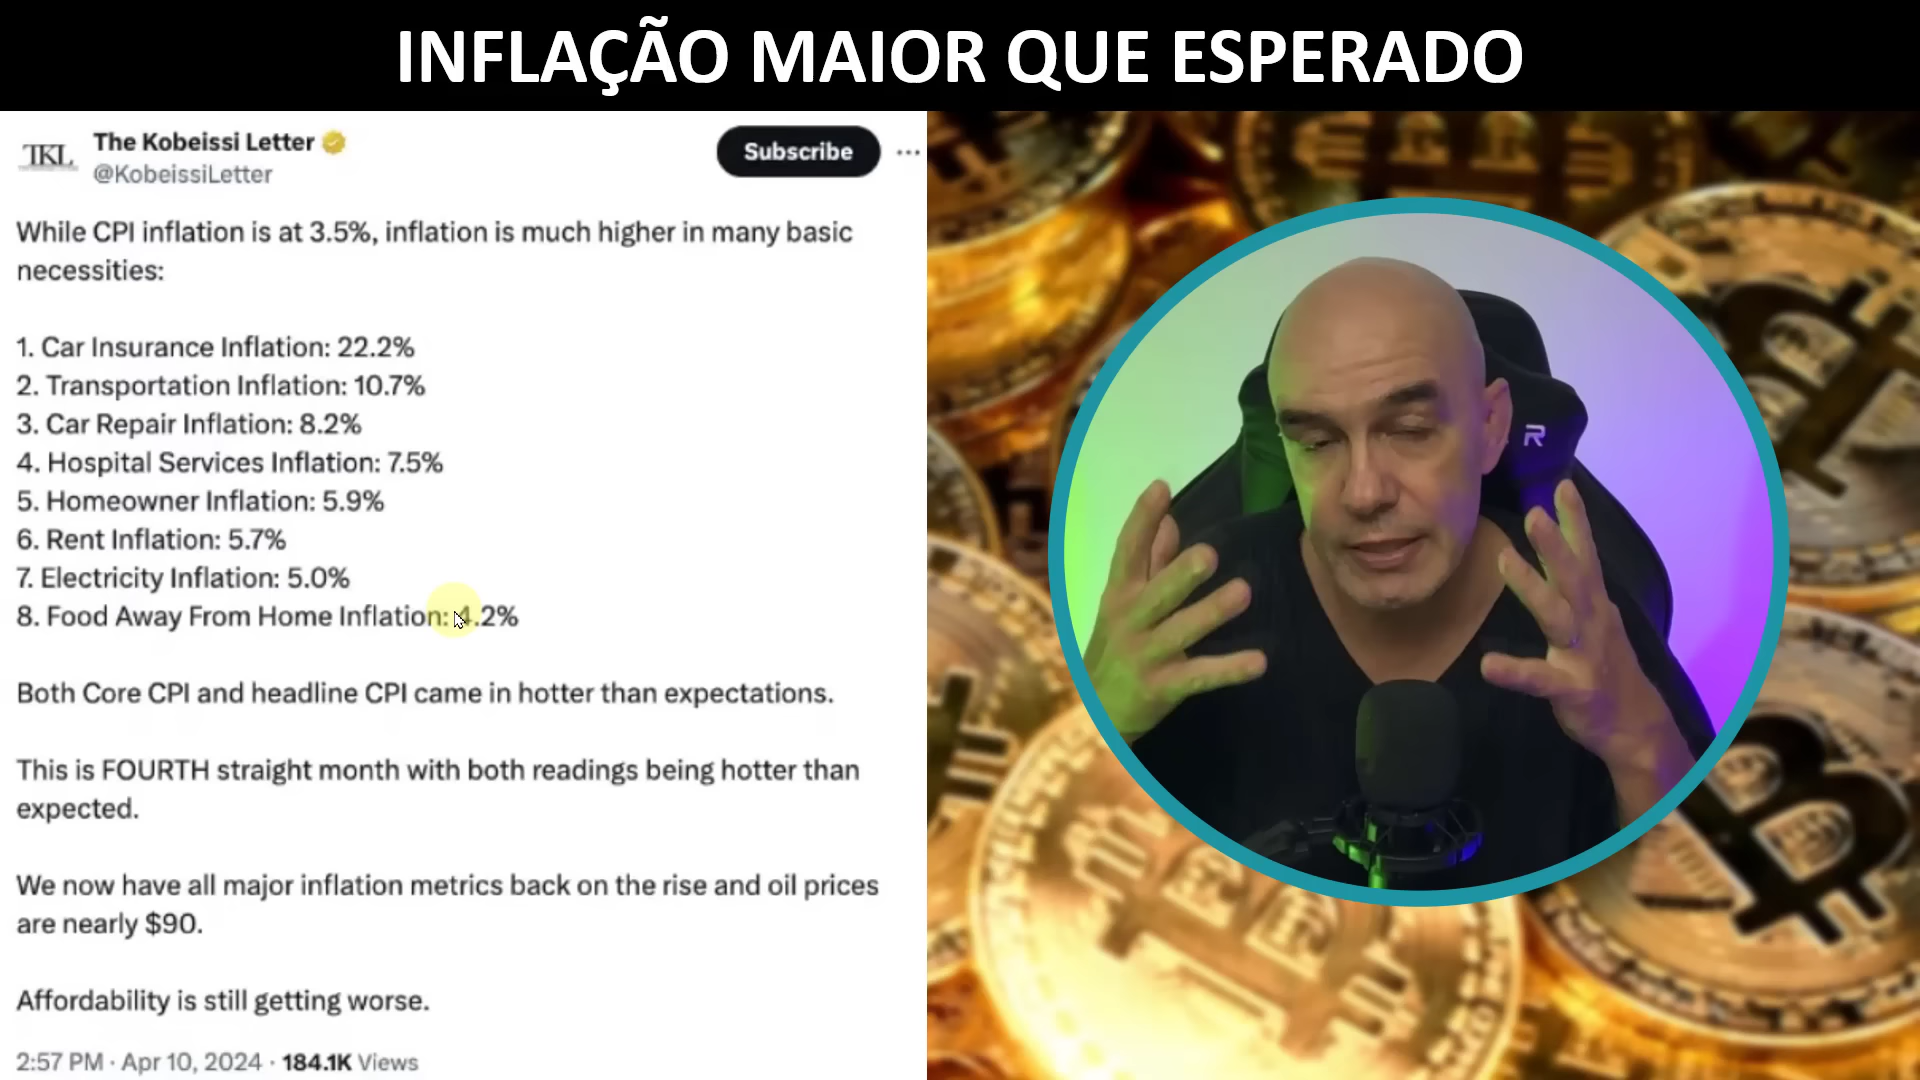 INFLAÇÃO MAIOR QUE ESPERADO
TKL
The Kobeissi Letter
@KobeissiLetter
Subscribe
While CPI inflation is at 3.5%, inflation is much higher in many basic
necessities:
1. Car Insurance Inflation: 22.2%
2. Transportation Inflation: 10.7%
3. Car Repair Inflation: 8.2%
4. Hospital Services Inflation: 7.5%
5. Homeowner Inflation: 5.9%
6. Rent Inflation: 5.7%
7. Electricity Inflation: 5.0%
8. Food Away From Home Inflation: 4.2%
Both Core CPI and headline CPI came in hotter than expectations.
This is FOURTH straight month with both readings being hotter than
expected.
We now have all major inflation metrics back on the rise and oil prices
are nearly $90.
Affordability is still getting worse.
2:57 PM · Apr 10, 2024 · 184.1K Views
R